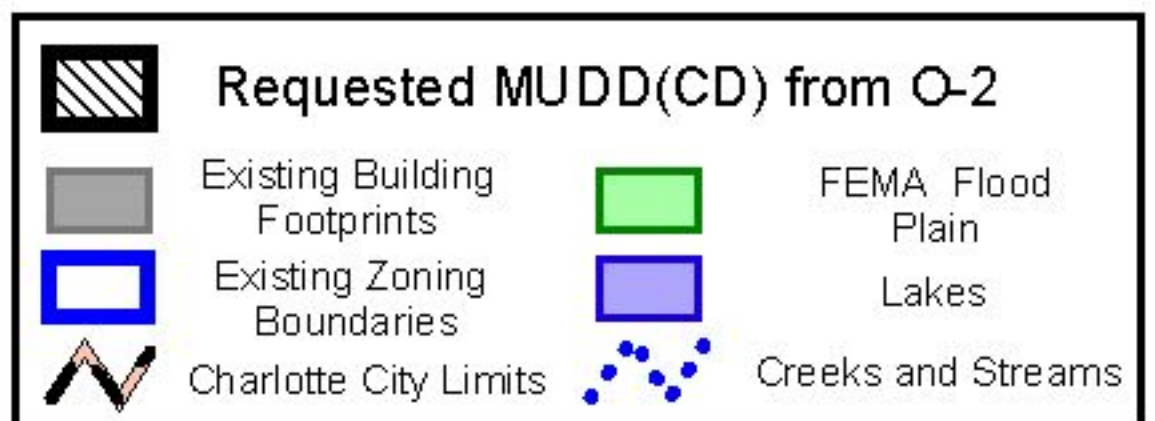 Requested MUDD(CD) from O-2
Existing Building
Footprints
FEMA Flood
Plain
Existing Zoning
Boundaries
Lakes
Charlotte City Limits
Creeks and Streams